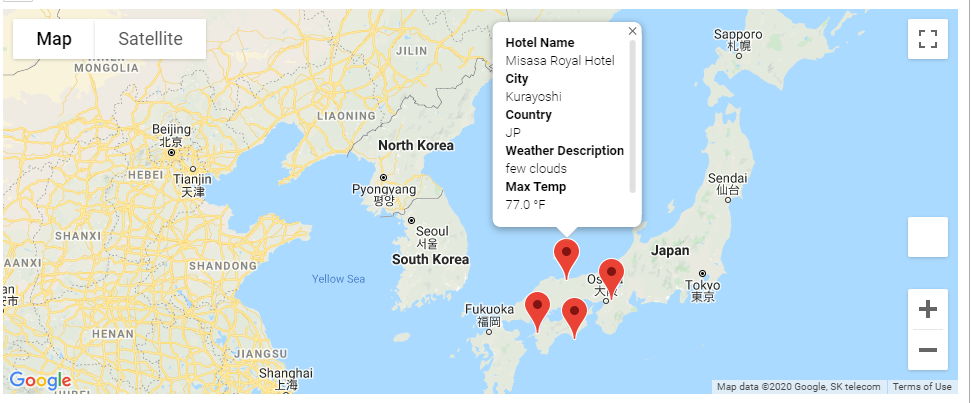 Map
Satellite
INNER
MONGOLIA
JILIN
LIAONING
Beijing
北京
Tianjin
天津
HEBEI
North Korea
Pyongyang
평양
Seoul
서울
South Korea
SHANXI
SHANDONG
Yellow Sea
HENAN
JIANGSU
Shanghai
上海
Google
Hotel Name
Misasa Royal Hotel
City
Kurayoshi
Country
JP
Weather Description
few clouds
Max Temp
77.0 °F
Sapporo
札幌
Sendai
仙台
Japan
Tokyo
東京
Fukuoka
福岡
Map data ©2020 Google, SK telecom
Terms of Use